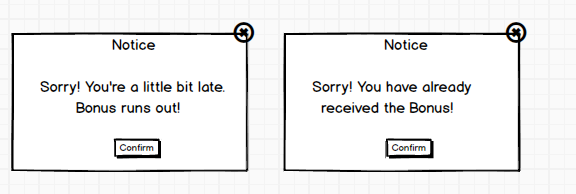 Notice
Sorry! You're a little bit late.
Bonus runs out!
Confirm
Notice
Sorry! You have already
received the Bonus!
Confirm